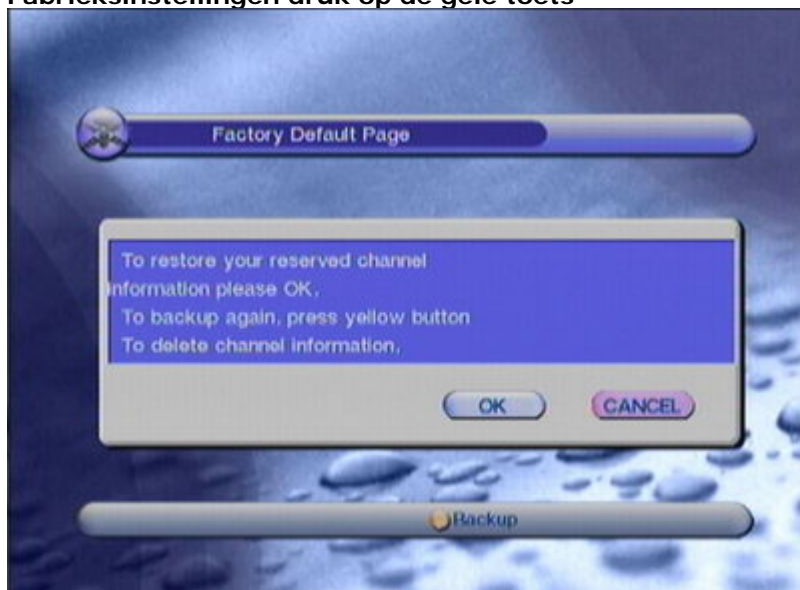 Fabrieksinstellingen druk op de gele toets
Factory Default Page
To restore your reserved channel
information please OK,
To backup again, press yellow button
To delete channel information,
OK
CANCEL
Backup